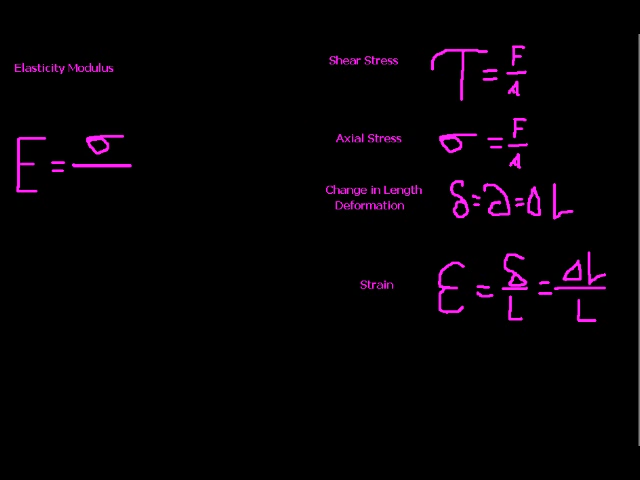 Elasticity Modulus
E = σ
Shear Stress
τ = F/A
Axial Stress
σ = F/A
Change in Length
Deformation
δ = ∂ = ΔL
Strain
ε = δ/L = ΔL/L